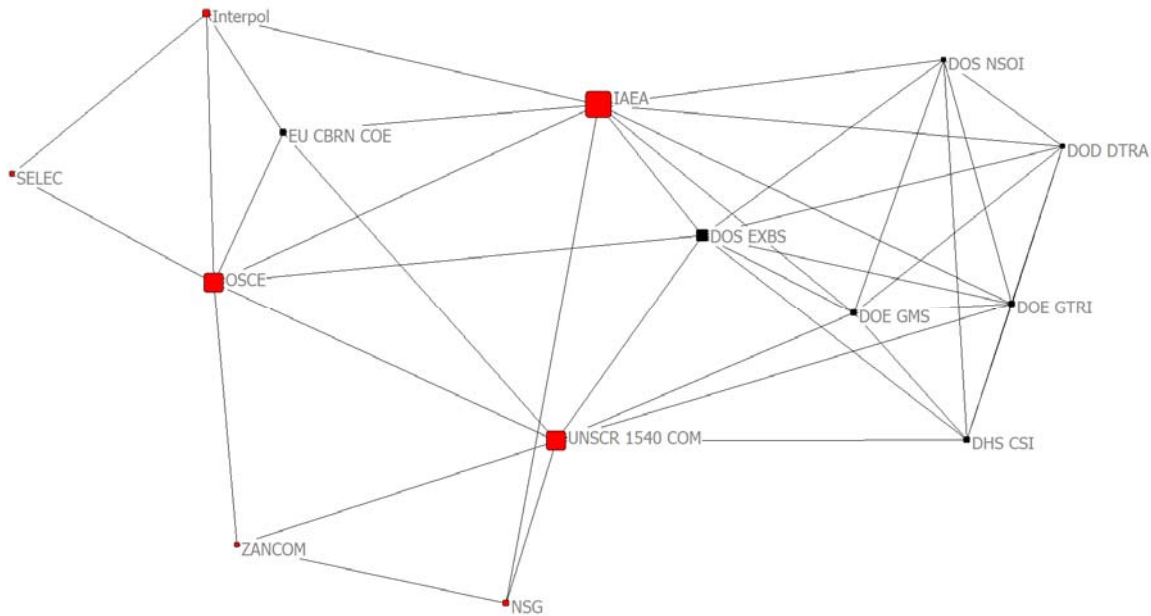 Interpol
DOS NSOI
IAEA
EU CBRN COE
DOD DTRA
SELEC
DOS EXBS
OSCE
DOE GTRI
DOE GMS
UNSCR 1540 COM
DHS CSI
ZANCOM
NSG